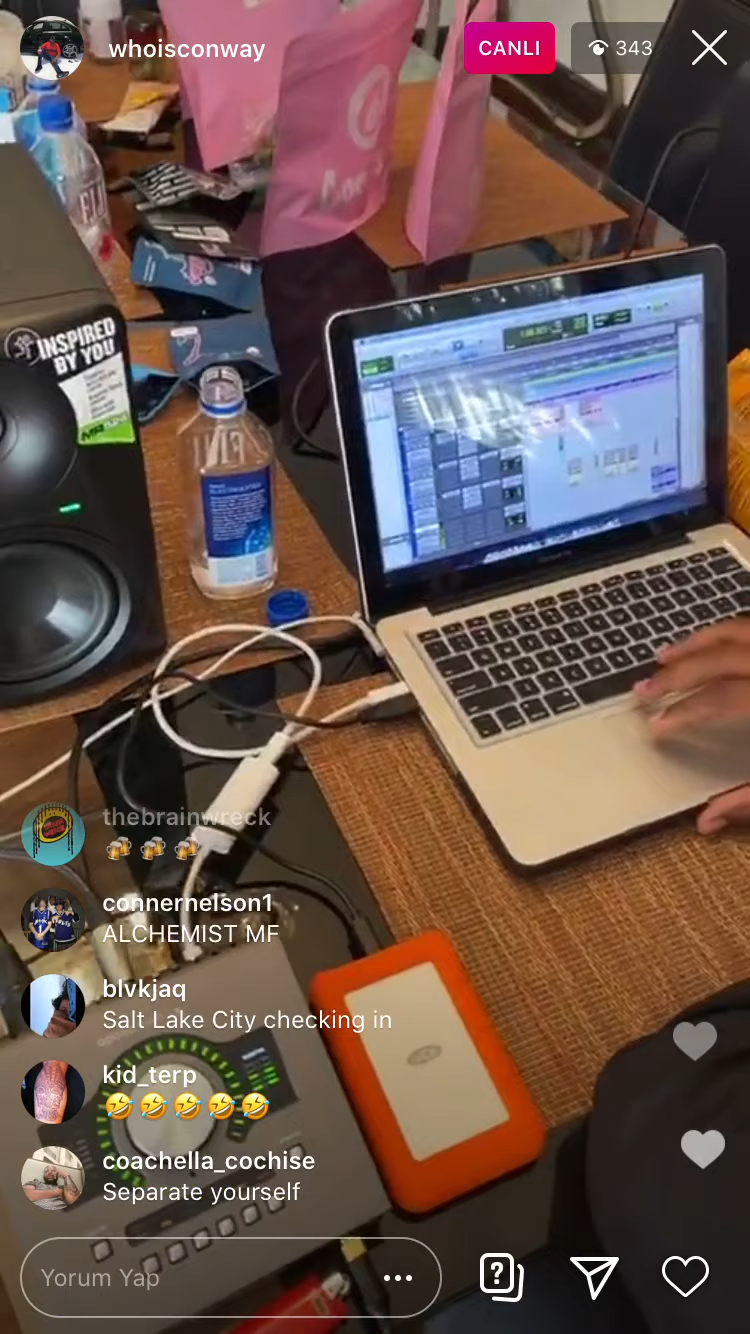 whoisconway
CANLI
343
INSPIRED
BY YOU
FIJI
thebrainwreck
🍻 🍻 🍻
connernelson1
ALCHEMIST MF
blvkjaq
Salt Lake City checking in
kid_terp
🤣🤣🤣🤣🤣
coachella_cochise
Separate yourself
Yorum Yap